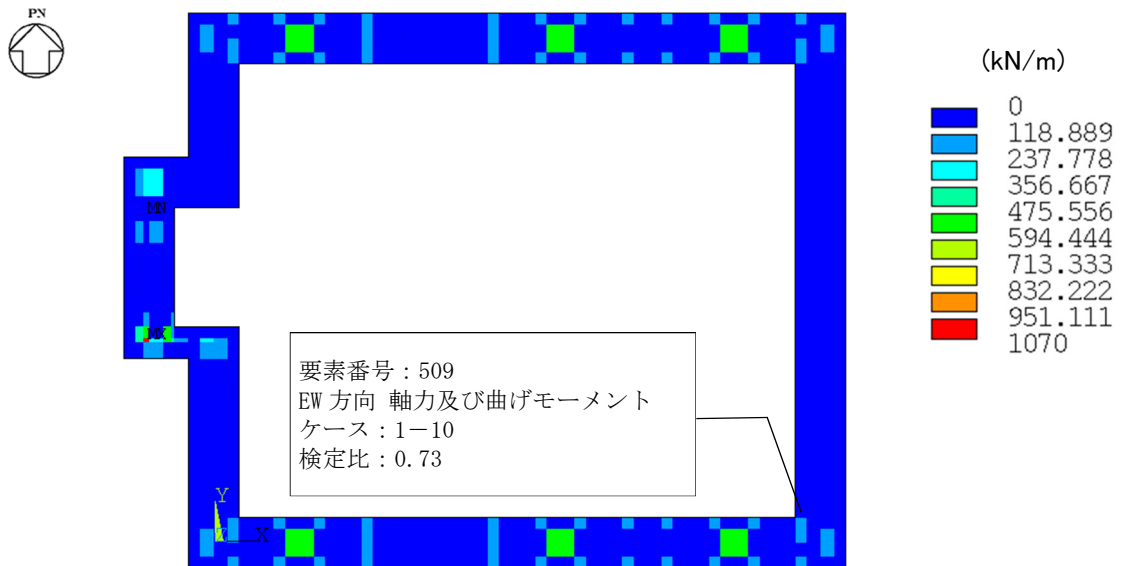 PN
(kN/m)
0
118.889
237.778
356.667
475.556
594.444
713.333
832.222
951.111
1070
MN
MX
要素番号：509
EW 方向 軸力及び曲げモーメント
ケース：1－10
検定比：0.73
Y
X